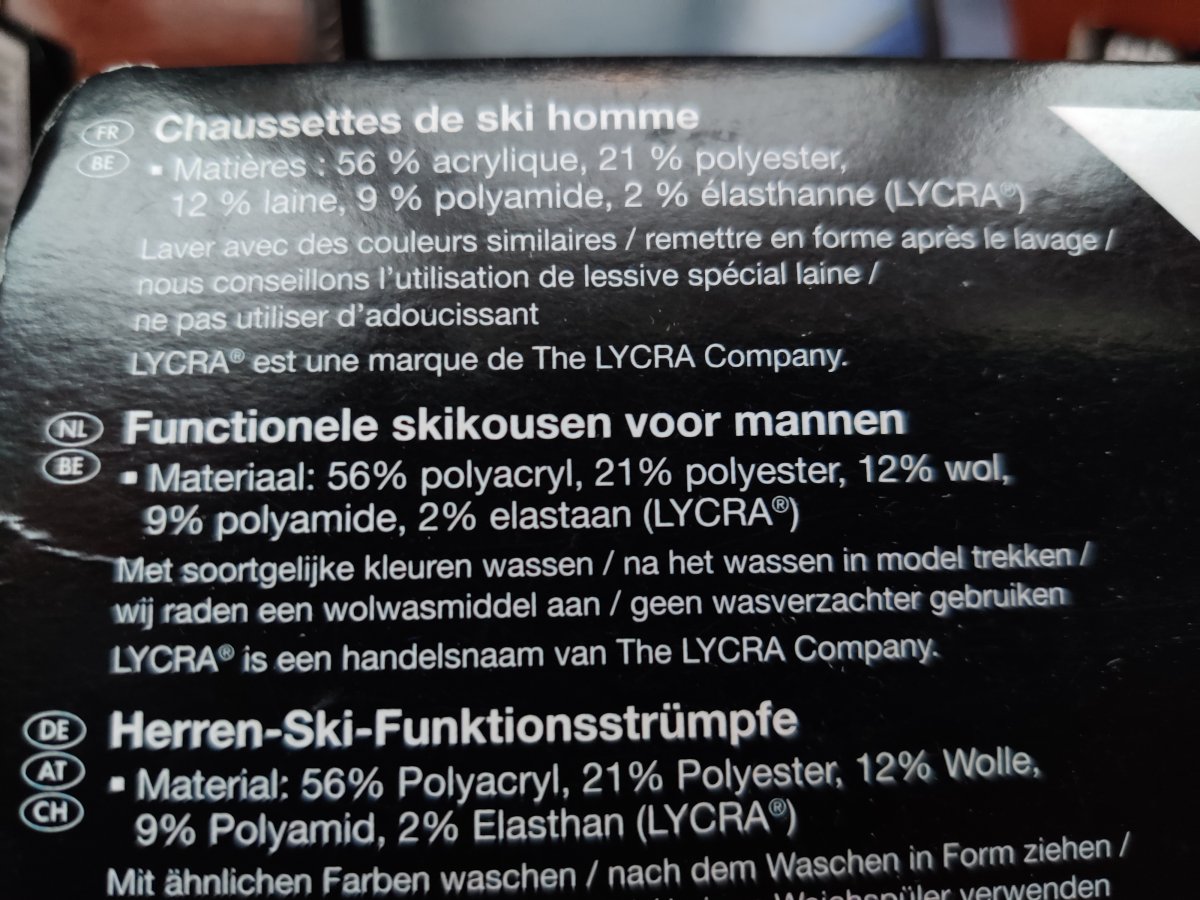 FR Chaussettes de ski homme
BE ▪ Matières : 56 % acrylique, 21 % polyester,
12 % laine, 9 % polyamide, 2 % élasthanne (LYCRA®)
Laver avec des couleurs similaires / remettre en forme après le lavage /
nous conseillons l'utilisation de lessive spécial laine /
ne pas utiliser d'adoucissant
LYCRA® est une marque de The LYCRA Company.
NL Functionele skikousen voor mannen
BE ▪ Materiaal: 56% polyacryl, 21% polyester, 12% wol,
9% polyamide, 2% elastaan (LYCRA®)
Met soortgelijke kleuren wassen / na het wassen in model trekken /
wij raden een wolwasmiddel aan / geen wasverzachter gebruiken
LYCRA® is een handelsnaam van The LYCRA Company.
DE Herren-Ski-Funktionsstrümpfe
AT ▪ Material: 56% Polyacryl, 21% Polyester, 12% Wolle,
CH 9% Polyamid, 2% Elasthan (LYCRA®)
Mit ähnlichen Farben waschen / nach dem Waschen in Form ziehen /
Weichspüler verwenden